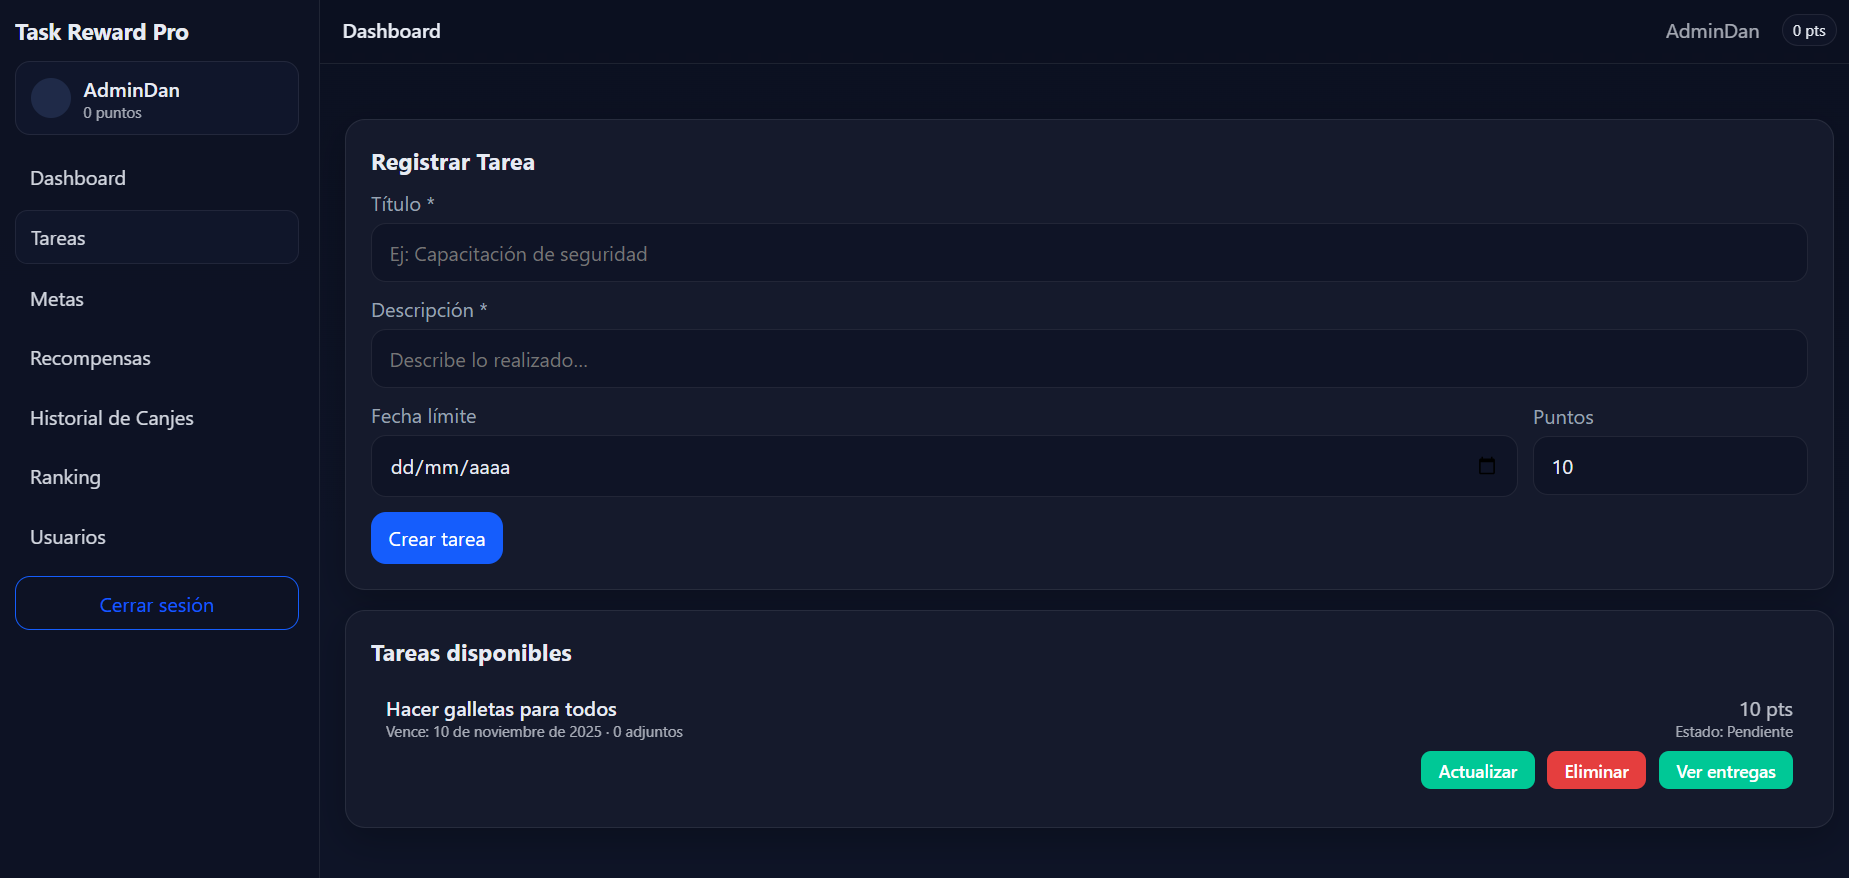 Task Reward Pro
AdminDan
0 puntos
Dashboard
Tareas
Metas
Recompensas
Historial de Canjes
Ranking
Usuarios
Cerrar sesión
Dashboard
AdminDan
0 pts
Registrar Tarea
Título *
Ej: Capacitación de seguridad
Descripción *
Describe lo realizado...
Fecha límite
Puntos
dd/mm/aaaa
10
Crear tarea
Tareas disponibles
Hacer galletas para todos
10 pts
Vence: 10 de noviembre de 2025 · 0 adjuntos
Estado: Pendiente
Actualizar
Eliminar
Ver entregas